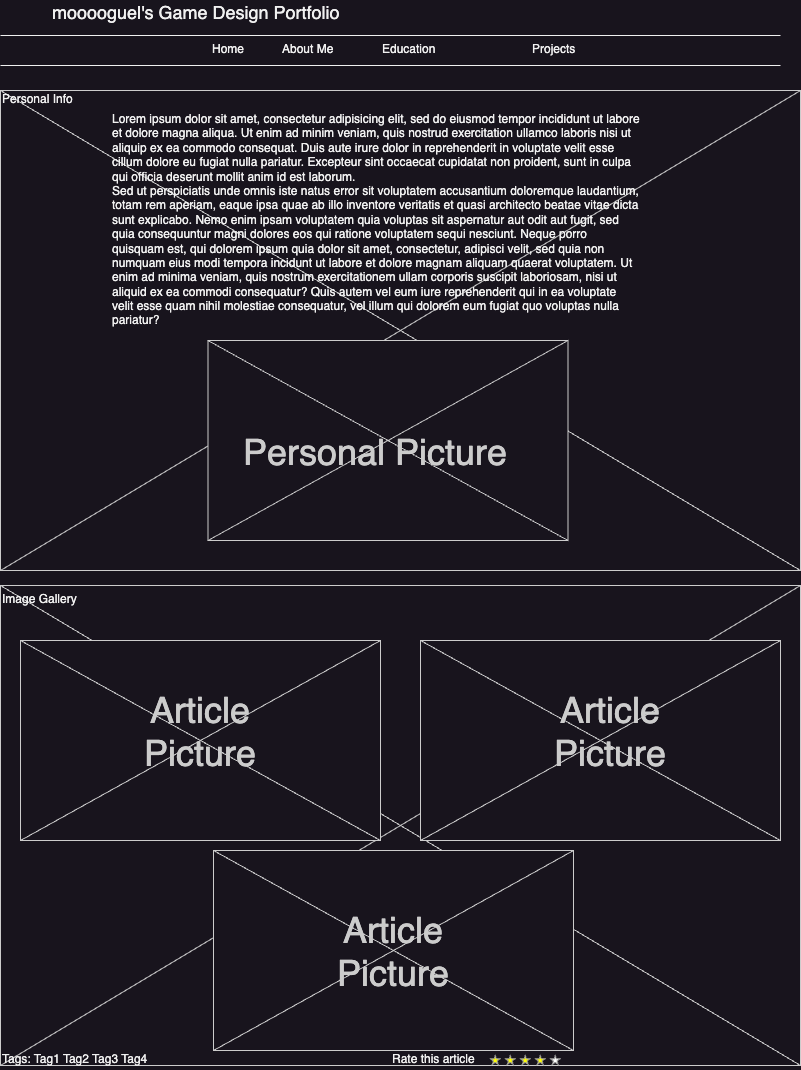 mooooguel's Game Design Portfolio
Home About Me Education Projects
Personal Info
Lorem ipsum dolor sit amet, consectetur adipisicing elit, sed do eiusmod tempor incididunt ut labore
et dolore magna aliqua. Ut enim ad minim veniam, quis nostrud exercitation ullamco laboris nisi ut
aliquip ex ea commodo consequat. Duis aute irure dolor in reprehenderit in voluptate velit esse
cillum dolore eu fugiat nulla pariatur. Excepteur sint occaecat cupidatat non proident, sunt in culpa
qui officia deserunt mollit anim id est laborum.
Sed ut perspiciatis unde omnis iste natus error sit voluptatem accusantium doloremque laudantium,
totam rem aperiam, eaque ipsa quae ab illo inventore veritatis et quasi architecto beatae vitae dicta
sunt explicabo. Nemo enim ipsam voluptatem quia voluptas sit aspernatur aut odit aut fugit, sed
quia consequuntur magni dolores eos qui ratione voluptatem sequi nesciunt. Neque porro
quisquam est, qui dolorem ipsum quia dolor sit amet, consectetur, adipisci velit, sed quia non
numquam eius modi tempora incidunt ut labore et dolore magnam aliquam quaerat voluptatem. Ut
enim ad minima veniam, quis nostrum exercitationem ullam corporis suscipit laboriosam, nisi ut
aliquid ex ea commodi consequatur? Quis autem vel eum iure reprehenderit qui in ea voluptate
velit esse quam nihil molestiae consequatur, vel illum qui dolorem eum fugiat quo voluptas nulla
pariatur?
Personal Picture
Image Gallery
Article
Picture
Article
Picture
Article
Picture
Tags: Tag1 Tag2 Tag3 Tag4
Rate this article